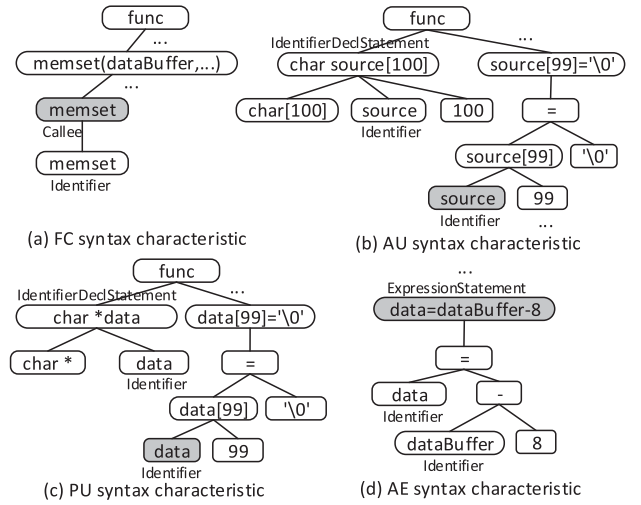 func
...
memset(dataBuffer,...)
...
memset
Callee
memset
Identifier
(a) FC syntax characteristic
func
IdentifierDeclStatement
...
char source[100]
source[99]='\0'
char[100]
source
100
=
Identifier
source[99]
'\0'
source
99
Identifier
...
(b) AU syntax characteristic
func
IdentifierDeclStatement
...
char *data
data[99]='\0'
char *
data
=
Identifier
data[99]
'\0'
data
99
Identifier
(c) PU syntax characteristic
...
ExpressionStatement
data=dataBuffer-8
=
data
-
Identifier
dataBuffer
8
Identifier
(d) AE syntax characteristic